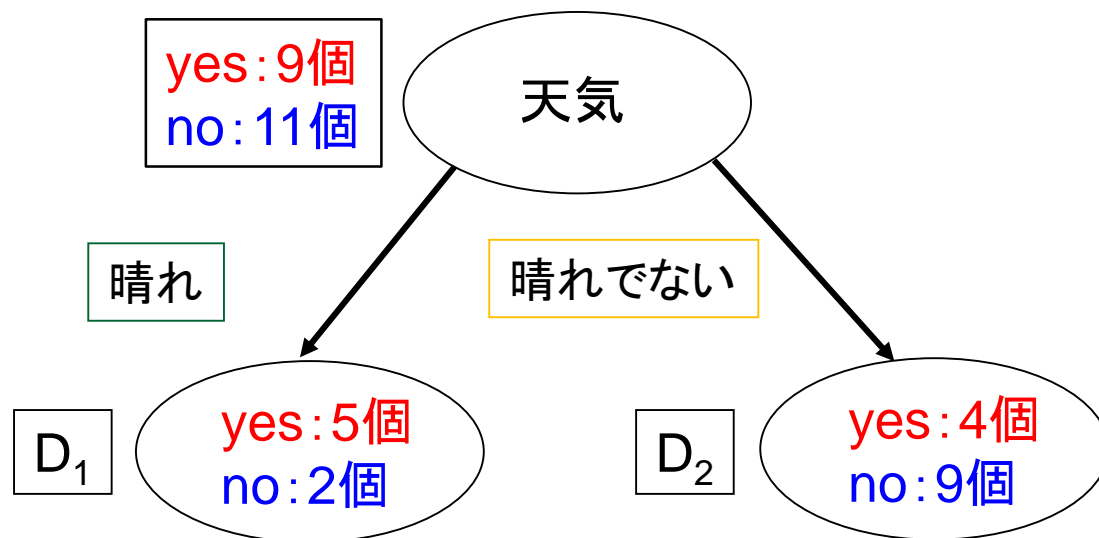 yes:9個
no:11個
天気
晴れ
晴れでない
D₁
yes:5個
no:2個
D₂
yes:4個
no:9個